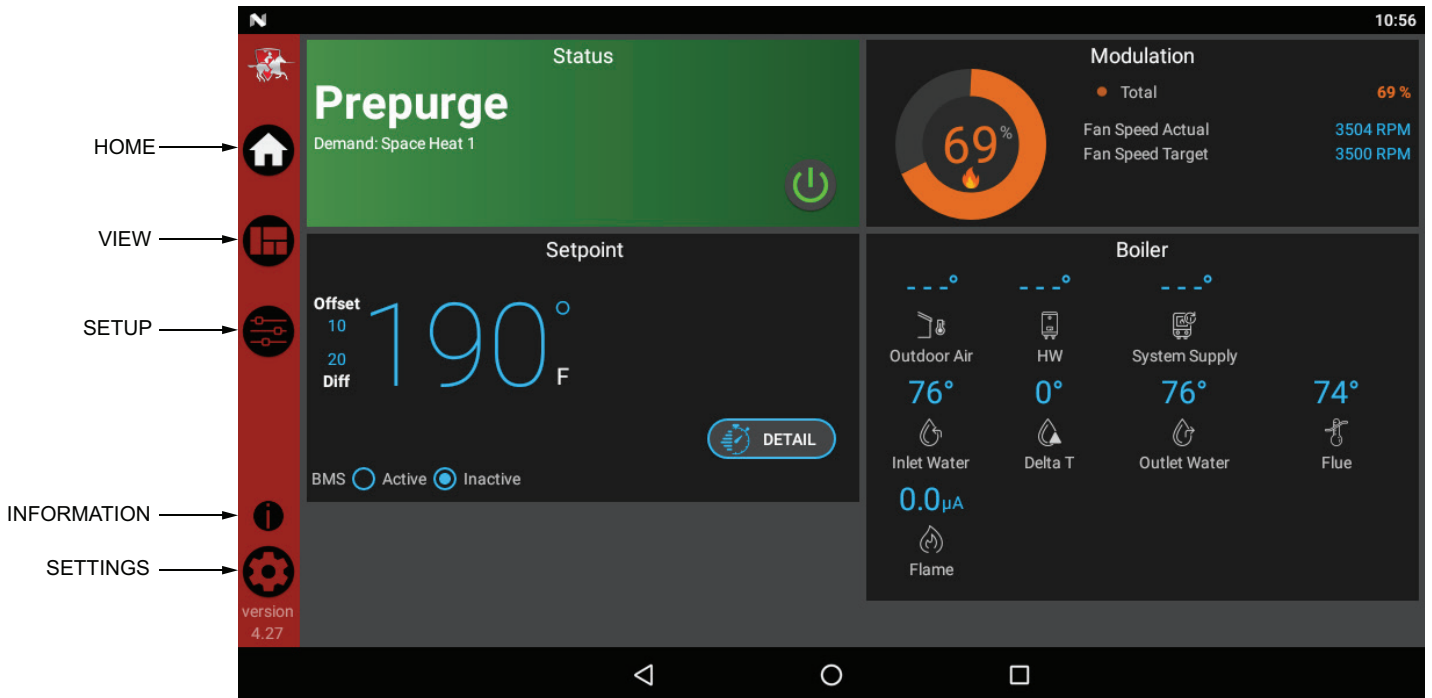 10:56
HOME
VIEW
SETUP
INFORMATION
SETTINGS
version
4.27
Status
Prepurge
Demand: Space Heat 1
Modulation
69%
Total 69 %
Fan Speed Actual 3504 RPM
Fan Speed Target 3500 RPM
Setpoint
Offset
10
20
Diff
190° F
DETAIL
BMS Active Inactive
Boiler
- - -° - - -° - - -°
Outdoor Air HW System Supply
76° 0° 76° 74°
Inlet Water Delta T Outlet Water Flue
0.0µA
Flame